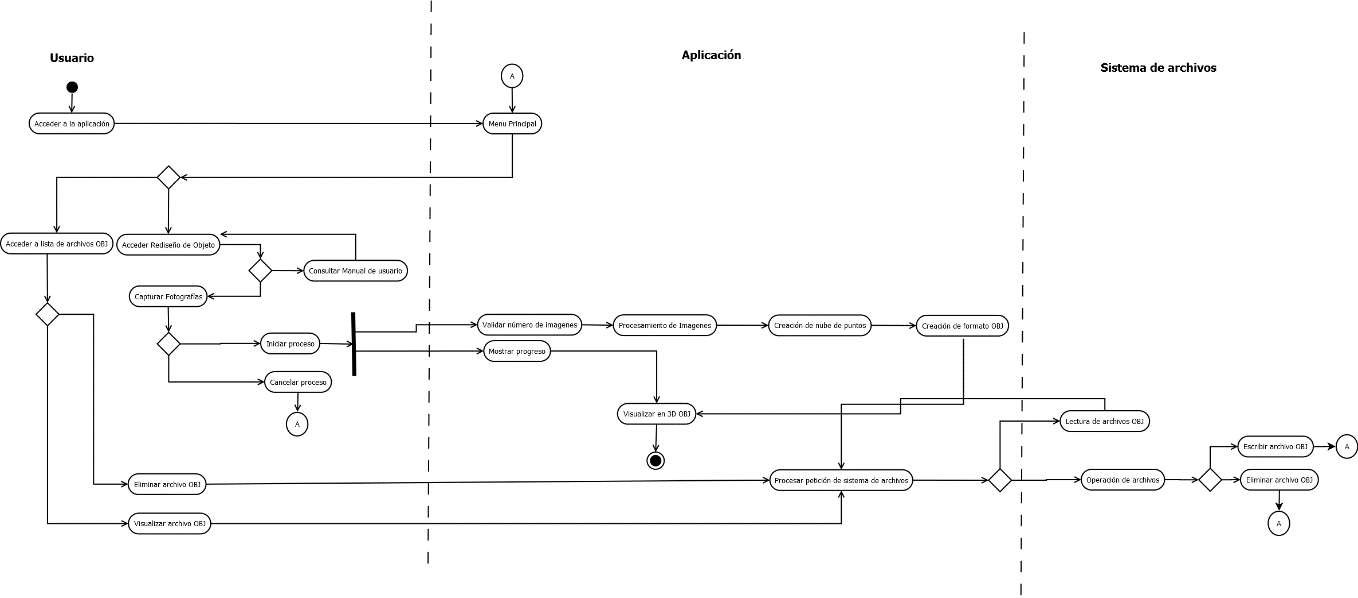 Usuario
Aplicación
Sistema de archivos
A
Acceder a la aplicación
Menu Principal
Acceder a lista de archivos OBJ
Acceder Rediseño de Objeto
Consultar Manual de usuario
Capturar Fotografías
Iniciar proceso
Validar número de imagenes
Procesamiento de Imagenes
Creación de nube de puntos
Creación de formato OBJ
Mostrar progreso
Cancelar proceso
A
Visualizar en 3D OBJ
Lectura de archivos OBJ
Escribir archivo OBJ
A
Eliminar archivo OBJ
Procesar petición de sistema de archivos
Operación de archivos
Eliminar archivo OBJ
Visualizar archivo OBJ
A